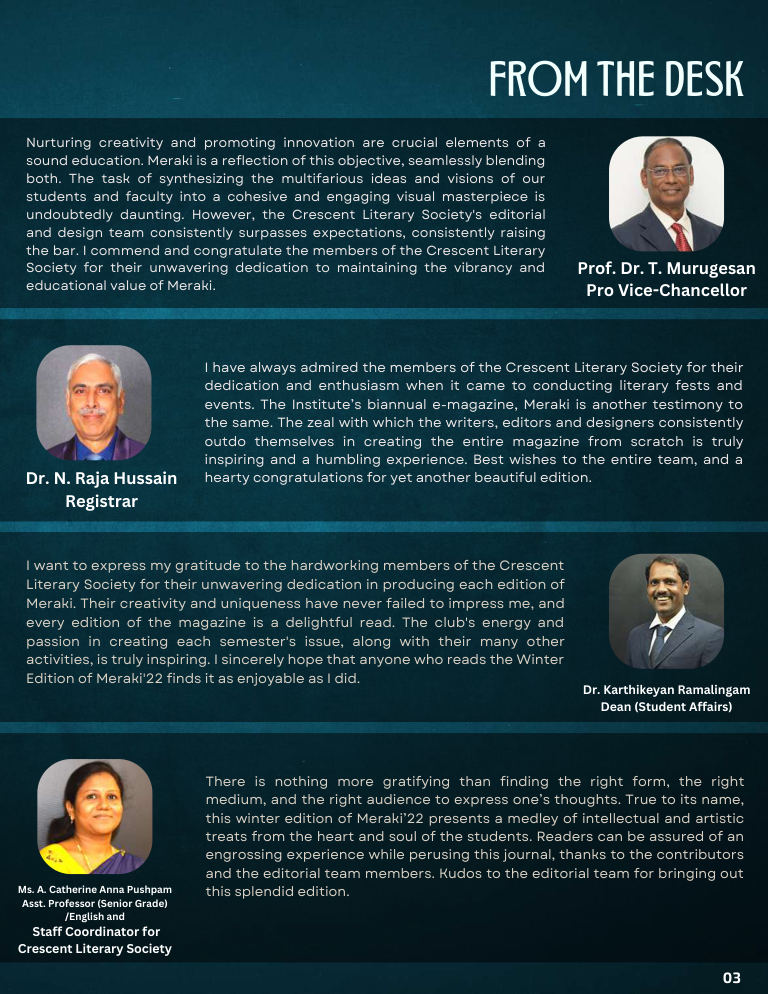 FROM THE DESK
Nurturing creativity and promoting innovation are crucial elements of a
sound education. Meraki is a reflection of this objective, seamlessly blending
both. The task of synthesizing the multifarious ideas and visions of our
students and faculty into a cohesive and engaging visual masterpiece is
undoubtedly daunting. However, the Crescent Literary Society's editorial
and design team consistently surpasses expectations, consistently raising
the bar. I commend and congratulate the members of the Crescent Literary
Society for their unwavering dedication to maintaining the vibrancy and
educational value of Meraki.
Prof. Dr. T. Murugesan
Pro Vice-Chancellor
Dr. N. Raja Hussain
Registrar
I have always admired the members of the Crescent Literary Society for their
dedication and enthusiasm when it came to conducting literary fests and
events. The Institute's biannual e-magazine, Meraki is another testimony to
the same. The zeal with which the writers, editors and designers consistently
outdo themselves in creating the entire magazine from scratch is truly
inspiring and a humbling experience. Best wishes to the entire team, and a
hearty congratulations for yet another beautiful edition.
I want to express my gratitude to the hardworking members of the Crescent
Literary Society for their unwavering dedication in producing each edition of
Meraki. Their creativity and uniqueness have never failed to impress me, and
every edition of the magazine is a delightful read. The club's energy and
passion in creating each semester's issue, along with their many other
activities, is truly inspiring. I sincerely hope that anyone who reads the Winter
Edition of Meraki'22 finds it as enjoyable as I did.
Dr. Karthikeyan Ramalingam
Dean (Student Affairs)
Ms. A. Catherine Anna Pushpam
Asst. Professor (Senior Grade)
/English and
Staff Coordinator for
Crescent Literary Society
There is nothing more gratifying than finding the right form, the right
medium, and the right audience to express one's thoughts. True to its name,
this winter edition of Meraki'22 presents a medley of intellectual and artistic
treats from the heart and soul of the students. Readers can be assured of an
engrossing experience while perusing this journal, thanks to the contributors
and the editorial team members. Kudos to the editorial team for bringing out
this splendid edition.
03